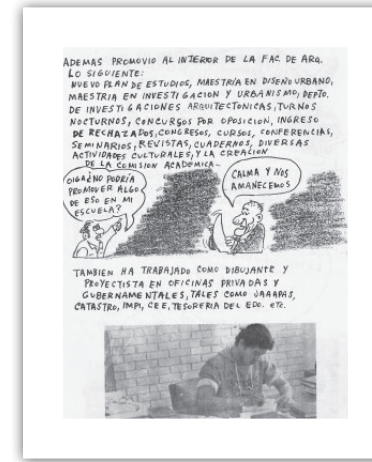 ADEMAS PROMOVIO AL INTERIOR DE LA FAC. DE ARQ.
LO SIGUIENTE:
NUEVO PLAN DE ESTUDIOS, MAESTRÍA EN DISEÑO URBANO,
MAESTRIA EN INVESTIGACION Y URBANISMO, DEPTO.
DE INVESTIGACIONES ARQUITECTONICAS, TURNOS
NOCTURNOS, CONCURSOS POR OPOSICION, INGRESO
DE RECHAZADOS, CONGRESOS, CURSOS, CONFERENCIAS,
SEMINARIOS, REVISTAS, CUADERNOS, DIVERSAS
ACTIVIDADES CULTURALES, Y LA CREACION
DE LA COMISION ACADEMICA.-
OIGA ¿NO PODRÍA
PROMOVER ALGO
DE ESO EN MI
ESCUELA?
CALMA Y NOS
AMANECEMOS
TAMBIEN HA TRABAJADO COMO DIBUJANTE Y
PROYECTISTA EN OFICINAS PRIVADAS Y
GUBERNAMENTALES, TALES COMO JAAAPAS,
CATASTRO, IMPI, CEE, TESORERIA DEL EDO. etc.